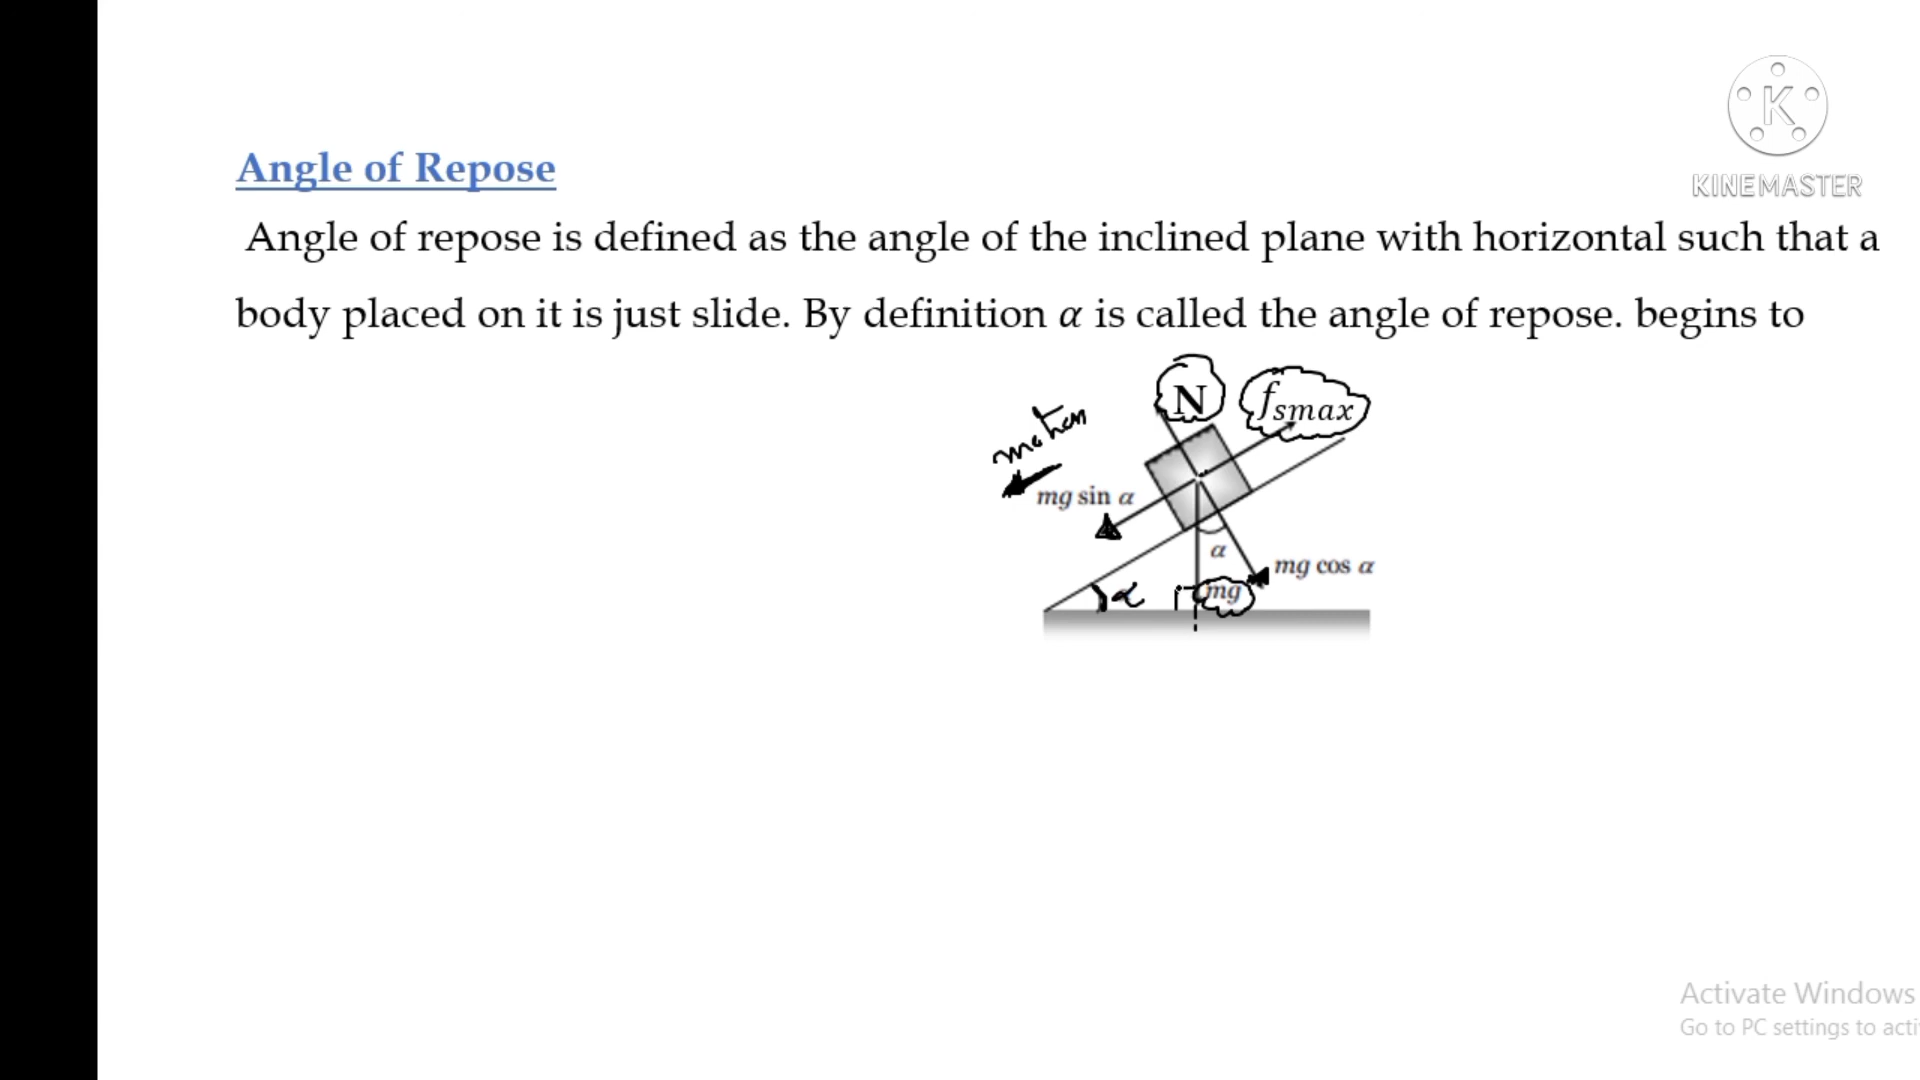 K
KINEMASTER
Angle of Repose
Angle of repose is defined as the angle of the inclined plane with horizontal such that a
body placed on it is just slide. By definition α is called the angle of repose. begins to
N
fsmax
motion
mg sin α
α
mg cos α
α
mg
Activate Windows
Go to PC settings to acti